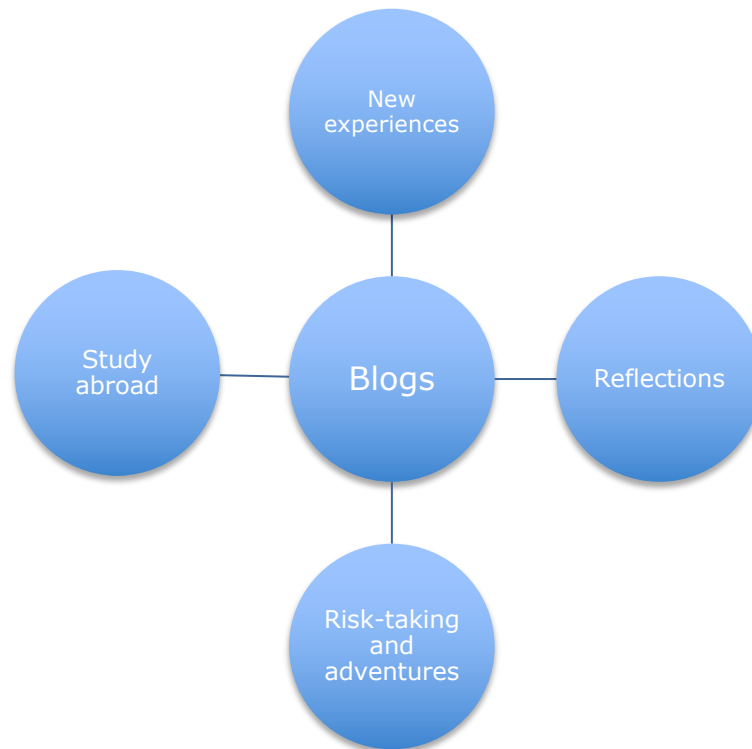 New
experiences
Study
abroad
Blogs
Reflections
Risk-taking
and
adventures